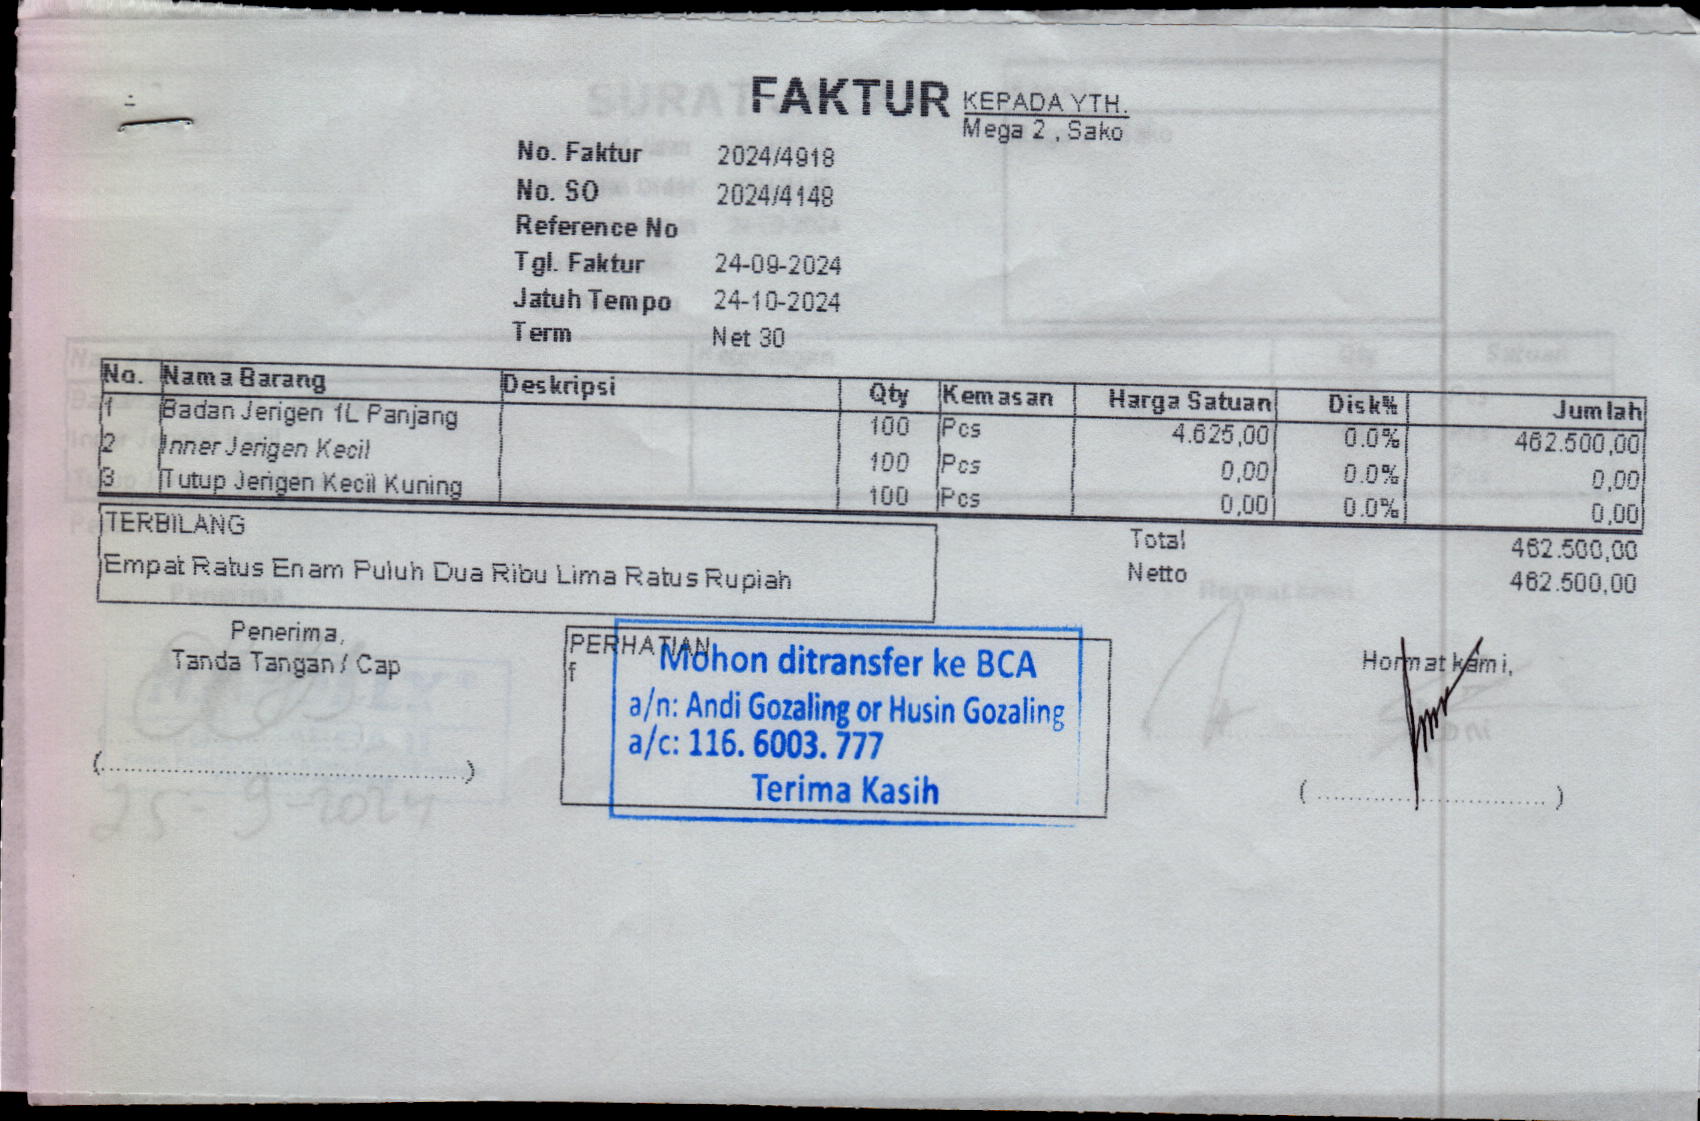 FAKTUR
KEPADA YTH.
Mega 2 , Sako
No. Faktur 2024/4918
No. SO 2024/4148
Reference No
Tgl. Faktur 24-09-2024
Jatuh Tempo 24-10-2024
Term Net 30
No. Nama Barang Deskripsi Qty Kemasan Harga Satuan Disk% Jumlah
1 Badan Jerigen 1L Panjang 100 Pcs 4.625,00 0.0% 462.500,00
2 Inner Jerigen Kecil 100 Pcs 0,00 0.0% 0,00
3 Tutup Jerigen Kecil Kuning 100 Pcs 0,00 0.0% 0,00
TERBILANG
Empat Ratus Enam Puluh Dua Ribu Lima Ratus Rupiah
Total 462.500,00
Netto 462.500,00
Penerima,
Tanda Tangan / Cap
PERHATIAN
f
Mohon ditransfer ke BCA
a/n: Andi Gozaling or Husin Gozaling
a/c: 116. 6003. 777
Terima Kasih
Hormat kami,
(..............................)
(..............................)
25-9-2024